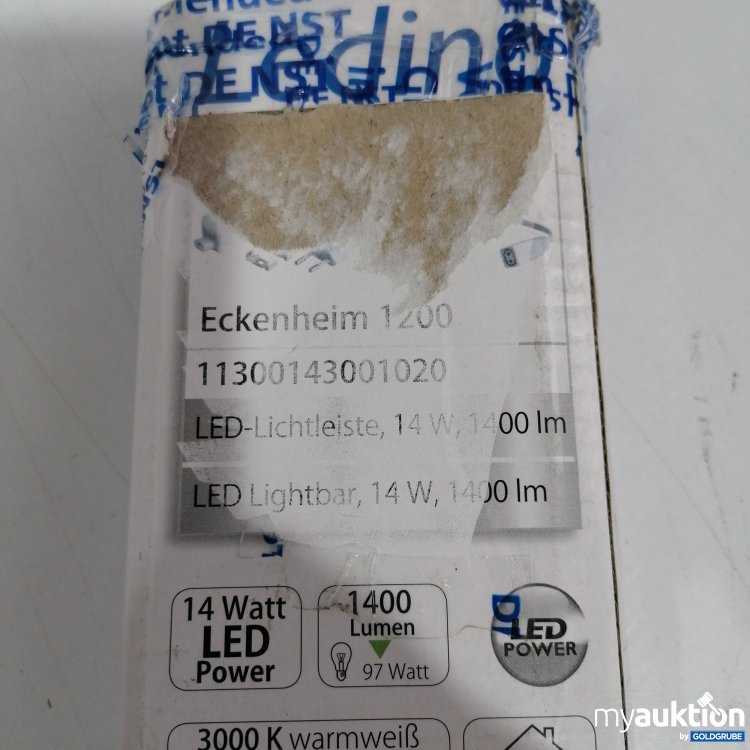 Leding
Eckenheim 1200
11300143001020
LED-Lichtleiste, 14 W, 1400 lm
LED Lightbar, 14 W, 1400 lm
14 Watt
LED
Power
1400
Lumen
97 Watt
LED
POWER
3000 K warmweiß
myauktion
by GOLDGRUBE